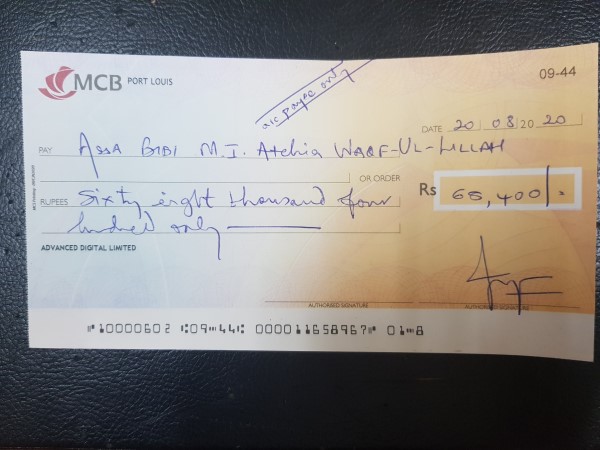 MCB PORT LOUIS
a/c payee only
09-44
DATE 20 08 20 20
PAY Assa BIBI M.I. Atchia WAQF-UL-LILLAH
OR ORDER
RUPEES Sixty eight thousand four
hundred only
Rs 68,400/-
ADVANCED DIGITAL LIMITED
AUTHORISED SIGNATURE
AUTHORISED SIGNATURE
⑈10000602 ⑆09⑉44⑆ 000011658967⑈ 01⑉8